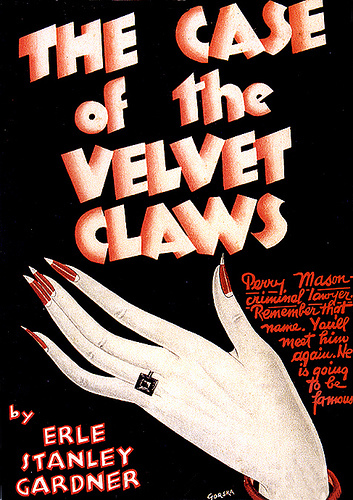 THE CASE
of the
VELVET
CLAWS
Perry Mason
criminal lawyer.
Remember that
name. You'll
meet him
again. He
is going
to be
famous
by
ERLE
STANLEY
GARDNER
GORSKA